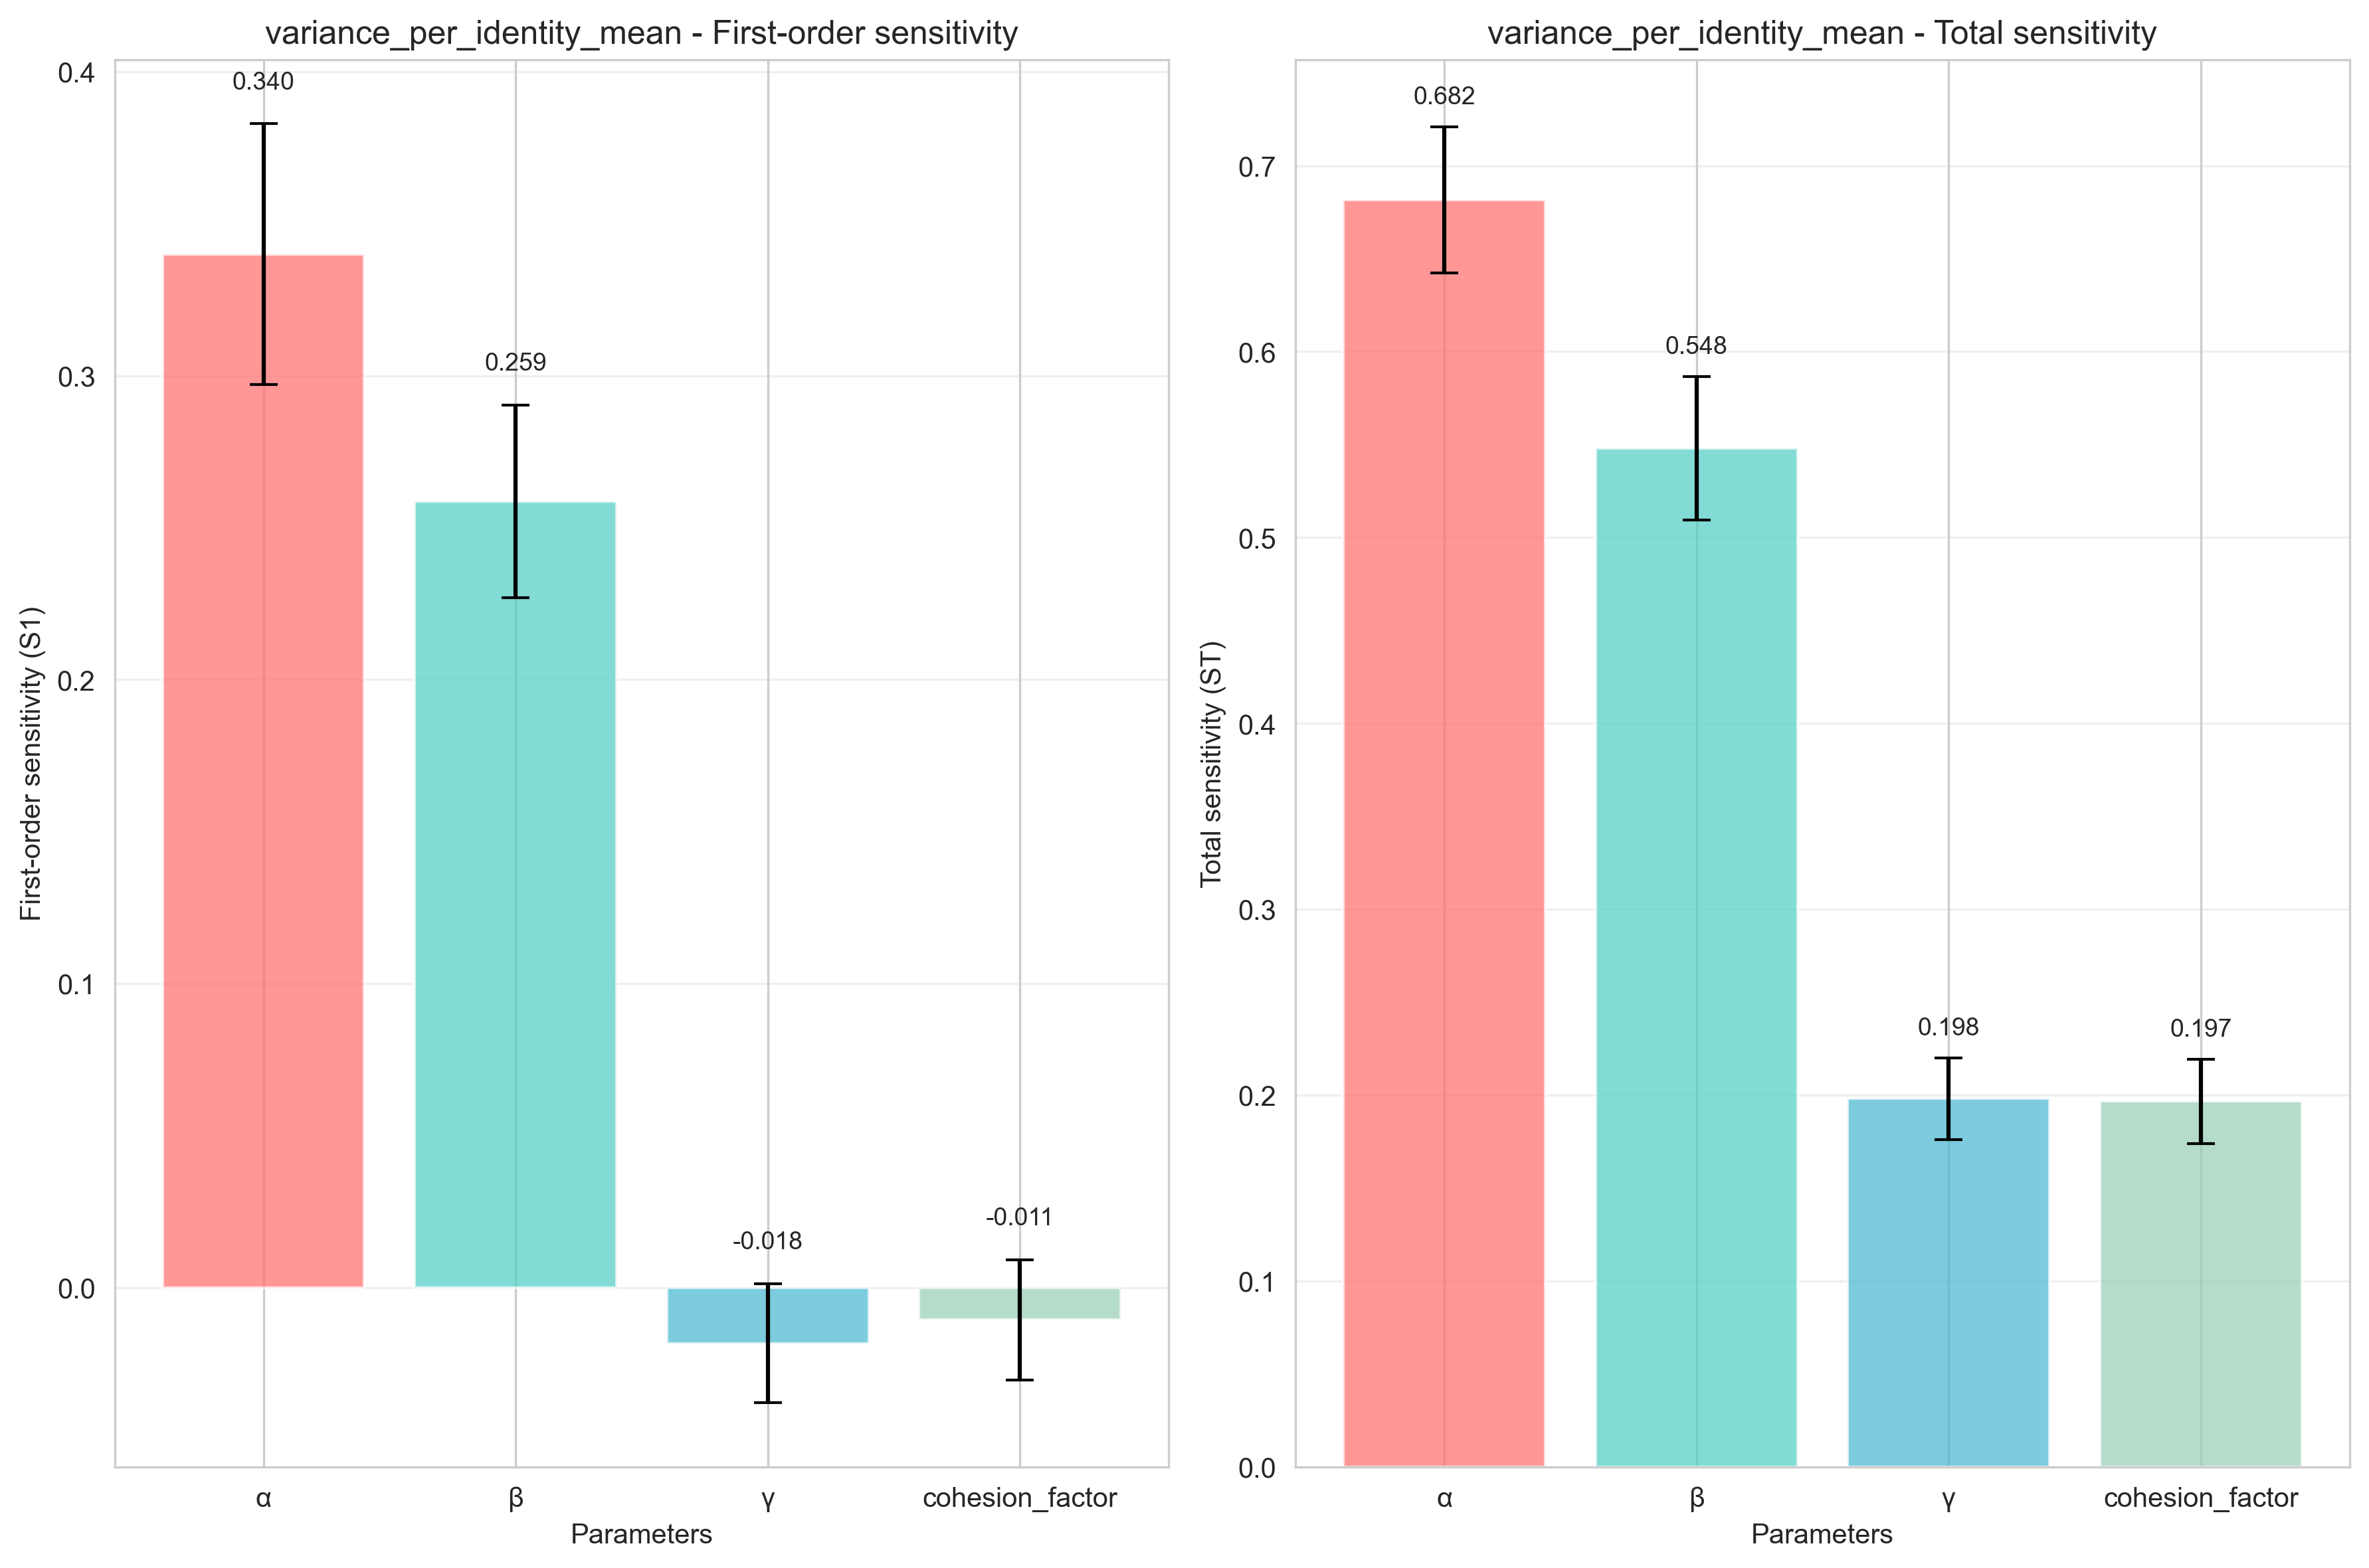 variance_per_identity_mean - First-order sensitivity
0.4
0.340
0.3
0.259
0.2
0.1
-0.018
-0.011
0.0
First-order sensitivity (S1)
α β γ cohesion_factor
Parameters
variance_per_identity_mean - Total sensitivity
0.682
0.7
0.6
0.548
0.5
0.4
0.3
0.198
0.197
0.2
0.1
0.0
Total sensitivity (ST)
α β γ cohesion_factor
Parameters